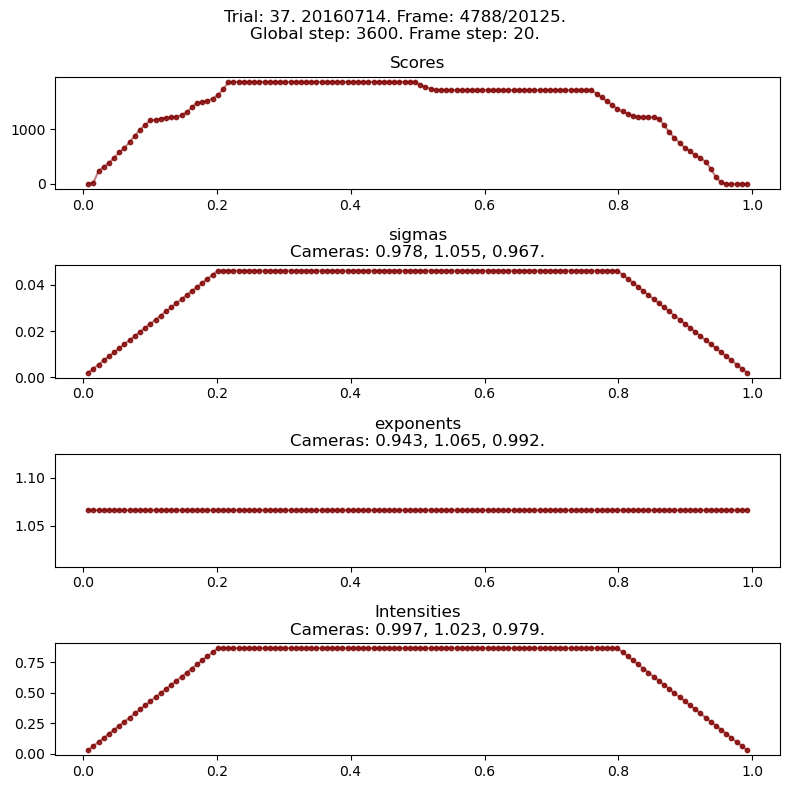 Trial: 37. 20160714. Frame: 4788/20125.
Global step: 3600. Frame step: 20.
Scores
1000
0
0.0 0.2 0.4 0.6 0.8 1.0
sigmas
Cameras: 0.978, 1.055, 0.967.
0.04
0.02
0.00
0.0 0.2 0.4 0.6 0.8 1.0
exponents
Cameras: 0.943, 1.065, 0.992.
1.10
1.05
0.0 0.2 0.4 0.6 0.8 1.0
Intensities
Cameras: 0.997, 1.023, 0.979.
0.75
0.50
0.25
0.00
0.0 0.2 0.4 0.6 0.8 1.0